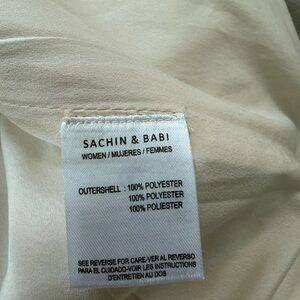 SACHIN & BABI
WOMEN / MUJERES / FEMMES
OUTERSHELL : 100% POLYESTER
100% POLYESTER
100% POLIESTER
SEE REVERSE FOR CARE-VER AL REVERSO
PARA EL CUIDADO-VOIR LES INSTRUCTIONS
D'ENTRETIEN AU DOS